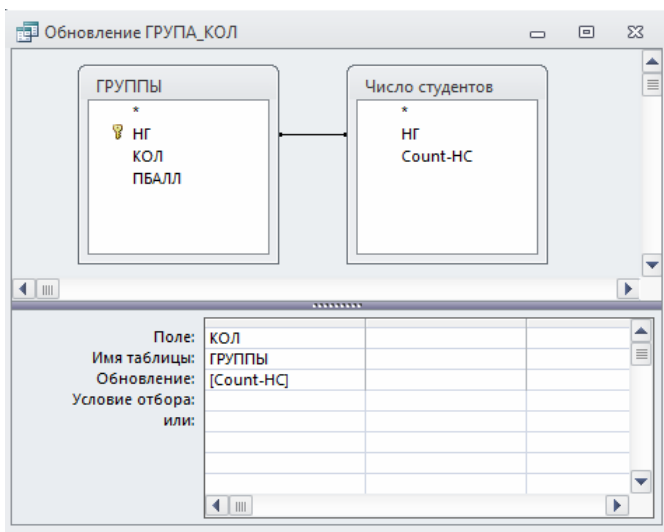 Обновление ГРУПА_КОЛ
ГРУППЫ
*
НГ
КОЛ
ПБАЛЛ
Число студентов
*
НГ
Count-НС
Поле: КОЛ
Имя таблицы: ГРУППЫ
Обновление: [Count-НС]
Условие отбора:
или: